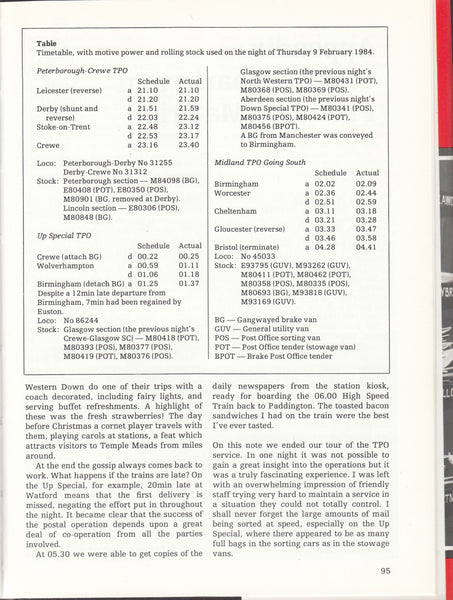 Table
Timetable, with motive power and rolling stock used on the night of Thursday 9 February 1984.
Peterborough-Crewe TPO
Schedule Actual
Leicester (reverse) a 21.10 21.10
d 21.20 21.20
Derby (shunt and a 21.51 21.59
reverse) d 22.03 22.24
Stoke-on-Trent a 22.48 23.12
d 22.53 23.17
Crewe a 23.16 23.40
Loco: Peterborough-Derby No 31255
Derby-Crewe No 31312
Stock: Peterborough section — M84098 (BG),
E80408 (POT), E80350 (POS),
M80901 (BG, removed at Derby).
Lincoln section — E80306 (POS),
M80848 (BG).
Up Special TPO
Schedule Actual
Crewe (attach BG) d 00.22 00.25
Wolverhampton a 00.59 01.11
d 01.06 01.18
Birmingham (detach BG) a 01.25 01.37
Despite a 12min late departure from
Birmingham, 7min had been regained by
Euston.
Loco: No 86244
Stock: Glasgow section (the previous night's
Crewe-Glasgow SC) — M80418 (POT),
M80393 (POS), M80377 (POS),
M80419 (POT), M80376 (POS).
Glasgow section (the previous night's
North Western TPO) — M80431 (POT),
M80368 (POS), M80369 (POS).
Aberdeen section (the previous night's
Down Special TPO) — M80341 (POS),
M80375 (POS), M80424 (POT),
M80456 (BPOT).
A BG from Manchester was conveyed
to Birmingham.
Midland TPO Going South
Schedule Actual
Birmingham a 02.02 02.09
Worcester a 02.36 02.44
d 02.51 02.59
Cheltenham a 03.11 03.18
d 03.21 03.28
Gloucester (reverse) a 03.33 03.47
d 03.46 03.58
Bristol (terminate) a 04.28 04.41
Loco: No 45033
Stock: E93795 (GUV), M93262 (GUV),
M80411 (POT), M80462 (POT),
M80358 (POS), M80335 (POS),
M80693 (BG), M93818 (GUV),
M93169 (GUV).
BG — Gangwayed brake van
GUV — General utility van
POS — Post Office sorting van
POT — Post Office Tender (stowage van)
BPOT — Brake Post Office tender
Western Down do one of their trips with a
coach decorated, including fairy lights, and
serving buffet refreshments. A highlight of
these was the fresh strawberries! The day
before Christmas a cornet player travels with
them, playing carols at stations, a feat which
attracts visitors to Temple Meads from miles
around.
At the end the gossip always comes back to
work. What happens if the trains are late? On
the Up Special, for example, 20min late at
Watford means that the first delivery is
missed, negating the effort put in throughout
the night. It became clear that the success of
the postal operation depends upon a great
deal of co-operation from all the parties
involved.
At 05.30 we were able to get copies of the
daily newspapers from the station kiosk,
ready for boarding the 06.00 High Speed
Train back to Paddington. The toasted bacon
sandwiches I had on the train were the best
I've ever tasted.
On this note we ended our tour of the TPO
service. In one night it was not possible to
gain a great insight into the operations but it
was a truly fascinating experience. I was left
with an overwhelming impression of friendly
staff trying very hard to maintain a service in
a situation they could not totally control. I
shall never forget the large amounts of mail
being sorted at speed, especially on the Up
Special, where there appeared to be as many
full bags in the sorting cars as in the stowage
vans.
95